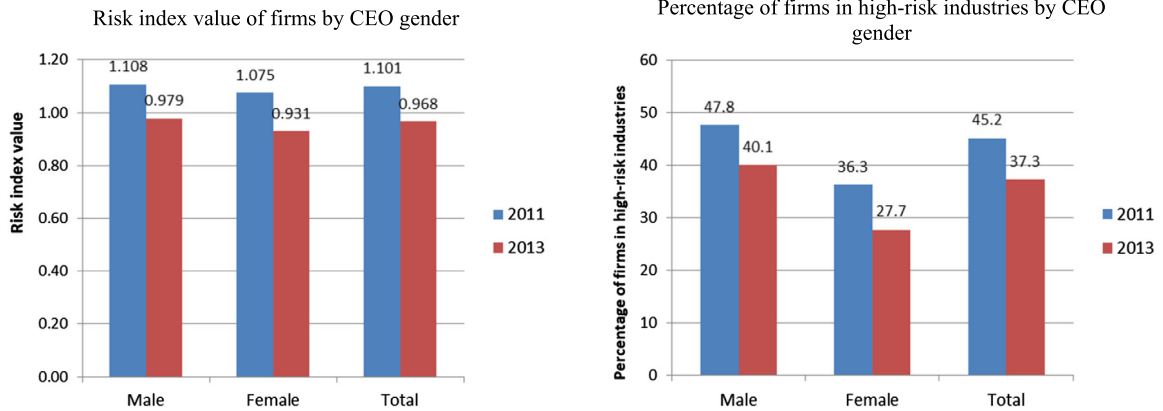 Risk index value of firms by CEO gender
Risk index value
1.20
1.00
0.80
0.60
0.40
0.20
0.00
1.108
0.979
1.075
0.931
1.101
0.968
Male
Female
Total
2011
2013
Percentage of firms in high-risk industries by CEO
gender
Percentage of firms in high-risk industries
60
50
40
30
20
10
0
47.8
40.1
36.3
27.7
45.2
37.3
Male
Female
Total
2011
2013